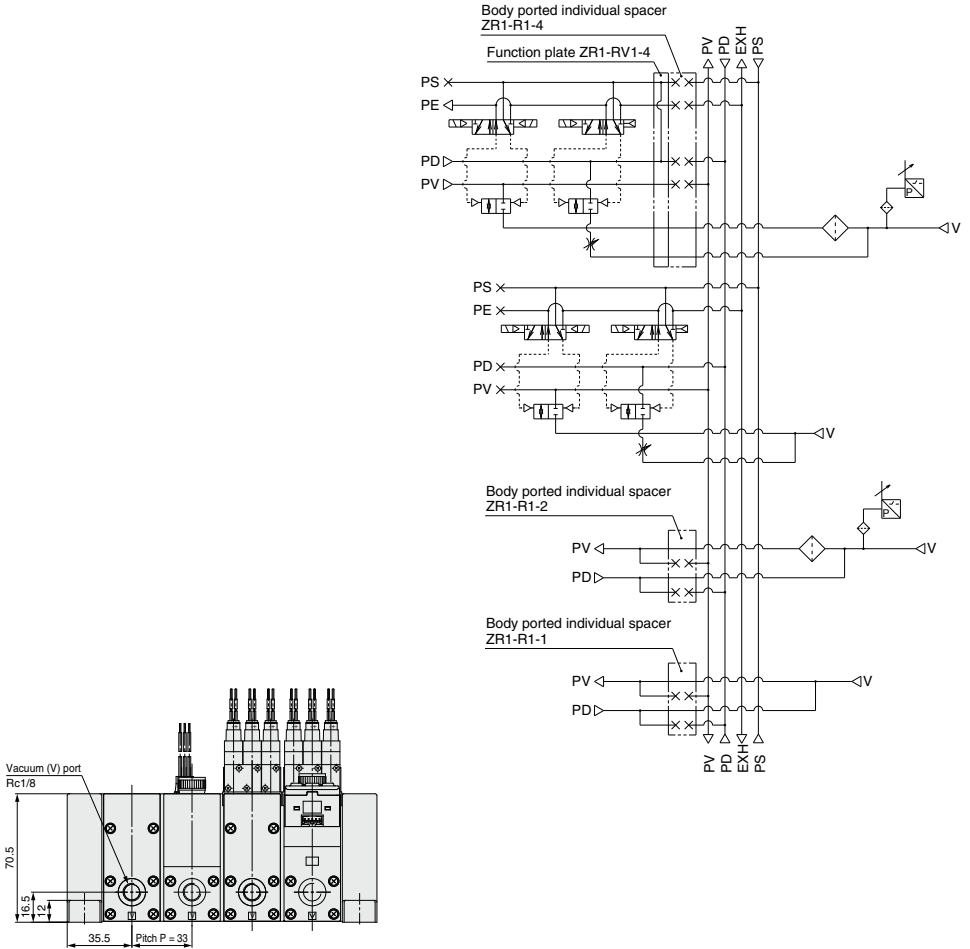 Body ported individual spacer
ZR1-R1-4
Function plate ZR1-RV1-4
PV
PD
EXH
PS
PS
PE
PD
PV
P
V
PS
PE
PD
PV
V
Body ported individual spacer
ZR1-R1-2
P
PV
V
PD
Body ported individual spacer
ZR1-R1-1
PV
V
PD
PV
PD
EXH
PS
Vacuum (V) port
Rc1/8
70.5
16.5
12
V
V
V
V
35.5
Pitch P = 33